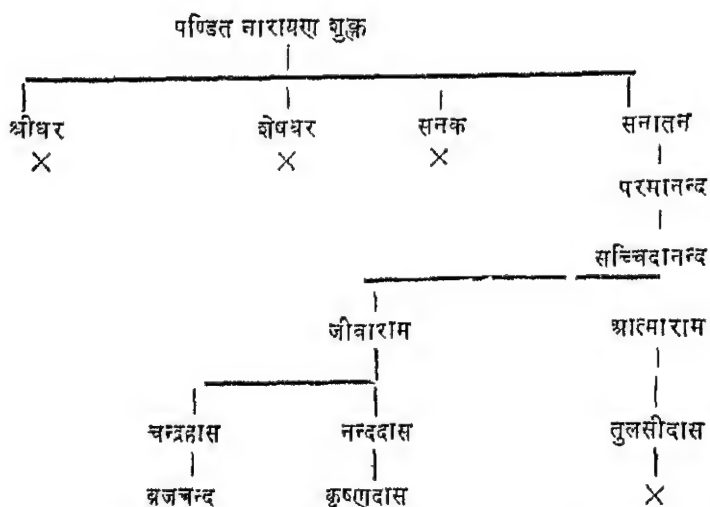 पण्डित नारायण शुक्ल
श्रीधर शेषधर सनक सनातन
× × ×
परमानन्द
सच्चिदानन्द
जीवाराम आत्माराम
चन्द्रहास नन्ददास तुलसीदास
व्रजचन्द कृष्णदास ×